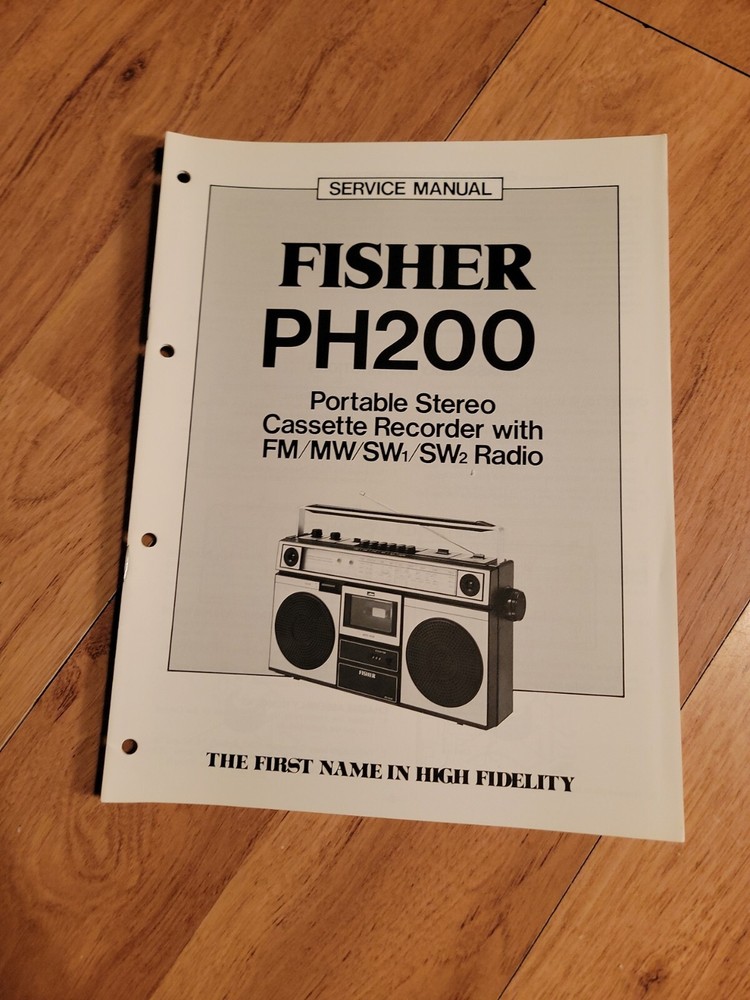 SERVICE MANUAL
FISHER
PH200
Portable Stereo
Cassette Recorder with
FM/MW/SW₁/SW₂ Radio
FISHER
THE FIRST NAME IN HIGH FIDELITY